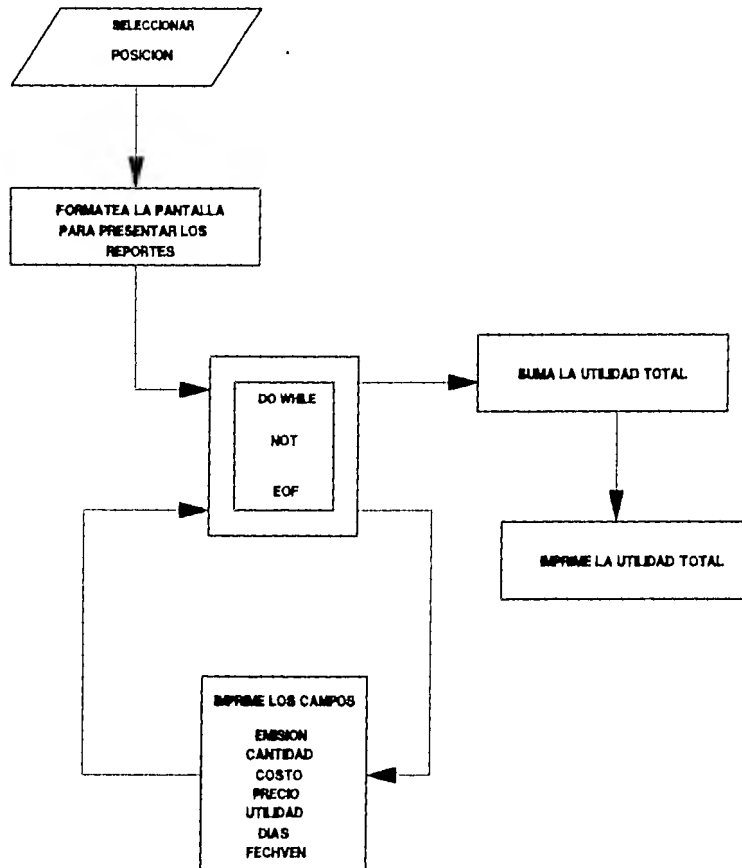 SELECCIONAR
POSICION
FORMATEA LA PANTALLA
PARA PRESENTAR LOS
REPORTES
DO WHILE
NOT
EOF
SUMA LA UTILIDAD TOTAL
IMPRIME LA UTILIDAD TOTAL
IMPRIME LOS CAMPOS
EMISION
CANTIDAD
COSTO
PRECIO
UTILIDAD
DIAS
FECHVEN